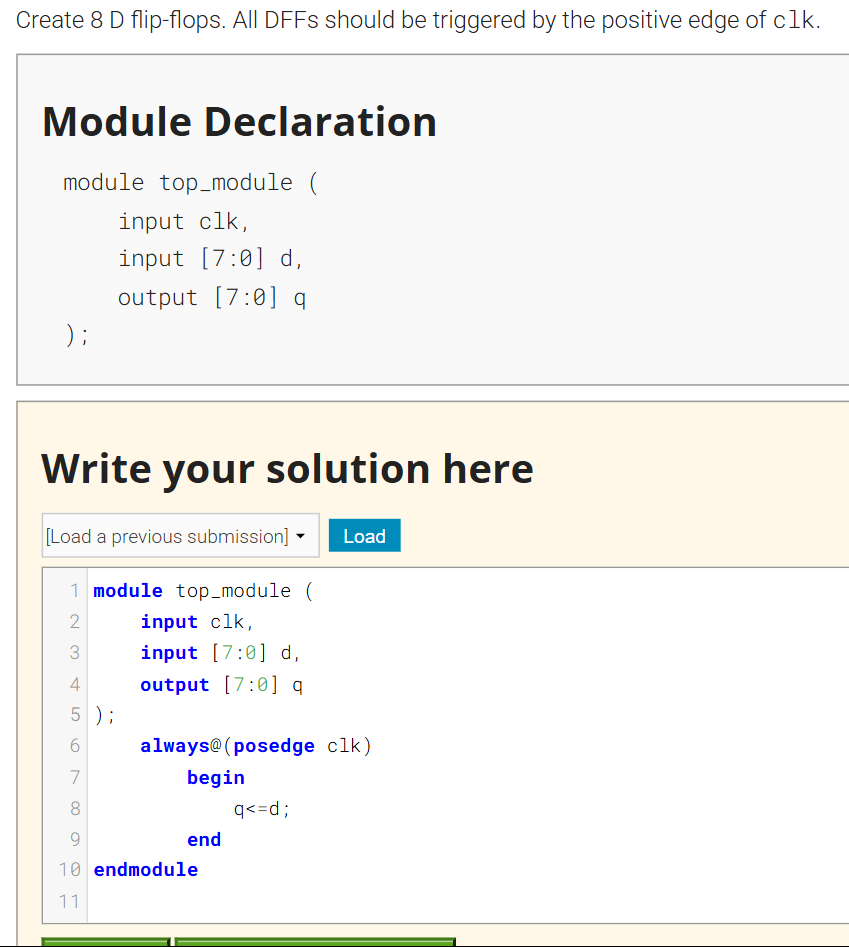 Create 8 D flip-flops. All DFFs should be triggered by the positive edge of clk.
Module Declaration
module top_module (
    input clk,
    input [7:0] d,
    output [7:0] q
);
Write your solution here
[Load a previous submission]
Load
1 module top_module (
2     input clk,
3     input [7:0] d,
4     output [7:0] q
5 );
6     always@(posedge clk)
7         begin
8             q<=d;
9         end
10 endmodule
11